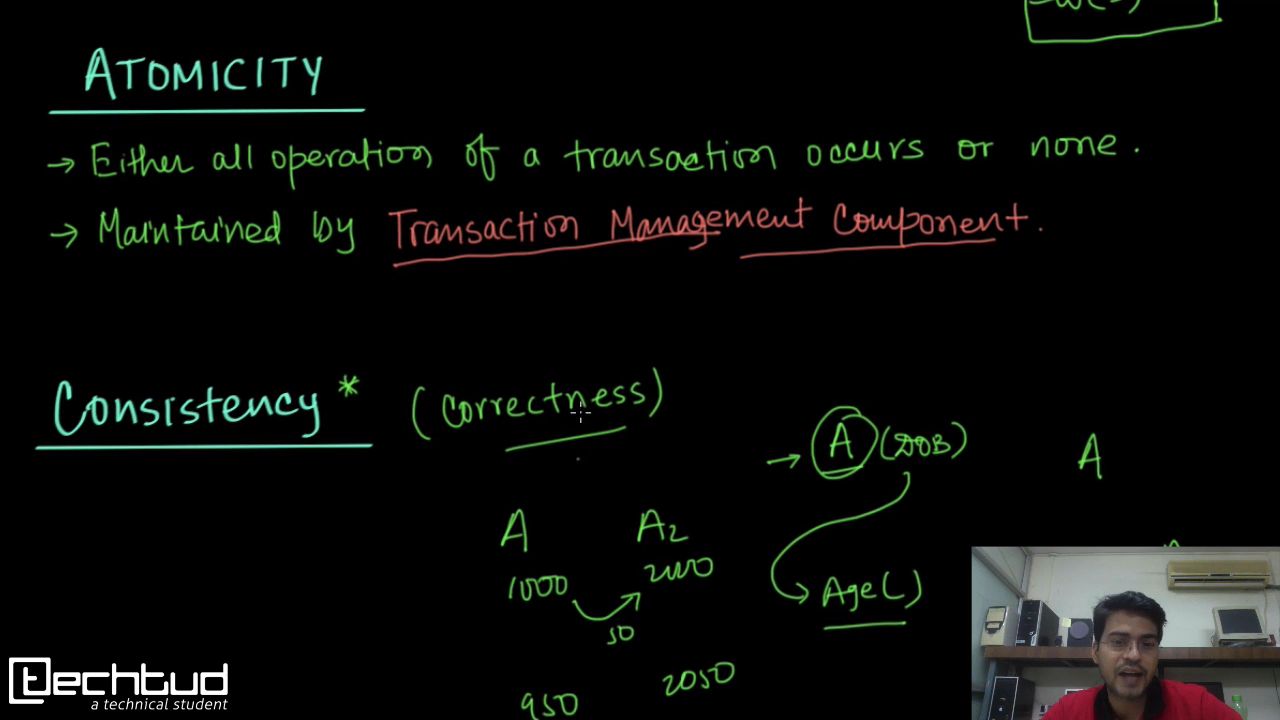 ATOMICITY
→ Either all operation of a transaction occurs or none.
→ Maintained by Transaction Management Component.
Consistency * (correctness)
→ A (DOB)
A
A A2
1000 2000
50
Age( )
950 2050
techtud
a technical student